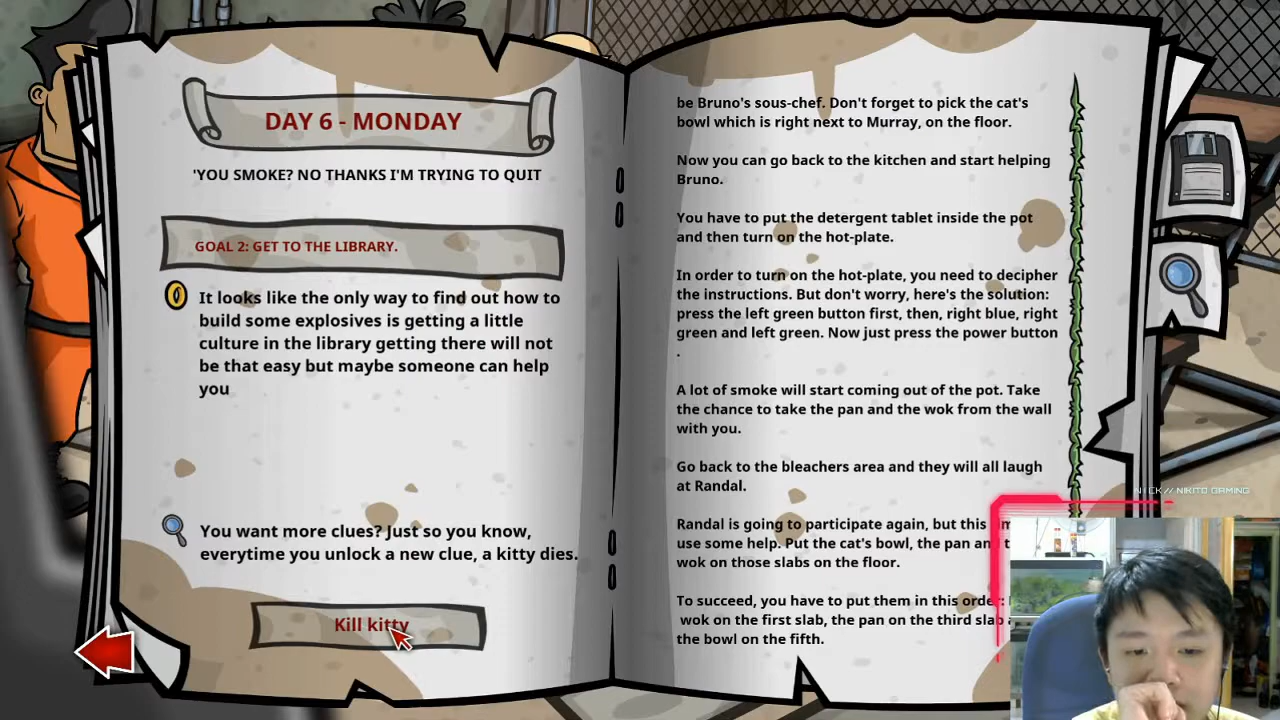 DAY 6 - MONDAY
'YOU SMOKE? NO THANKS I'M TRYING TO QUIT
GOAL 2: GET TO THE LIBRARY.
It looks like the only way to find out how to
build some explosives is getting a little
culture in the library getting there will not
be that easy but maybe someone can help
you
You want more clues? Just so you know,
everytime you unlock a new clue, a kitty dies.
Kill kitty
be Bruno's sous-chef. Don't forget to pick the cat's
bowl which is right next to Murray, on the floor.
Now you can go back to the kitchen and start helping
Bruno.
You have to put the detergent tablet inside the pot
and then turn on the hot-plate.
In order to turn on the hot-plate, you need to decipher
the instructions. But don't worry, here's the solution:
press the left green button first, then, right blue, right
green and left green. Now just press the power button
.
A lot of smoke will start coming out of the pot. Take
the chance to take the pan and the wok from the wall
with you.
Go back to the bleachers area and they will all laugh
at Randal.
Randal is going to participate again, but this
use some help. Put the cat's bowl, the pan and
wok on those slabs on the floor.
To succeed, you have to put them in this order:
wok on the first slab, the pan on the third slab
the bowl on the fifth.
NICK // NIKITO GAMING